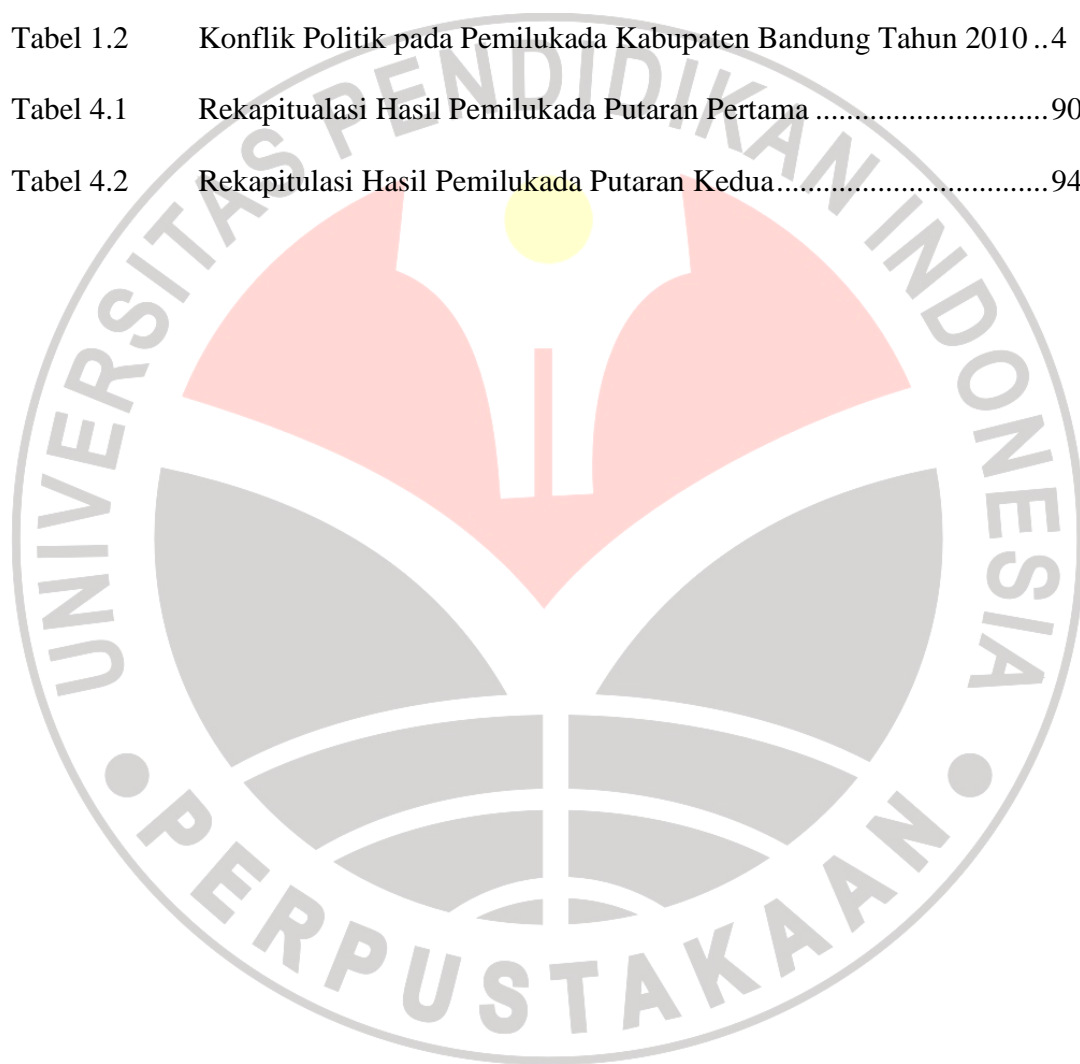 Tabel 1.2 Konflik Politik pada Pemilukada Kabupaten Bandung Tahun 2010 ..4
Tabel 4.1 Rekapitualasi Hasil Pemilukada Putaran Pertama ..............................90
Tabel 4.2 Rekapitulasi Hasil Pemilukada Putaran Kedua...................................94
UNIVERSITAS PENDIDIKAN INDONESIA
PERPUSTAKAAN